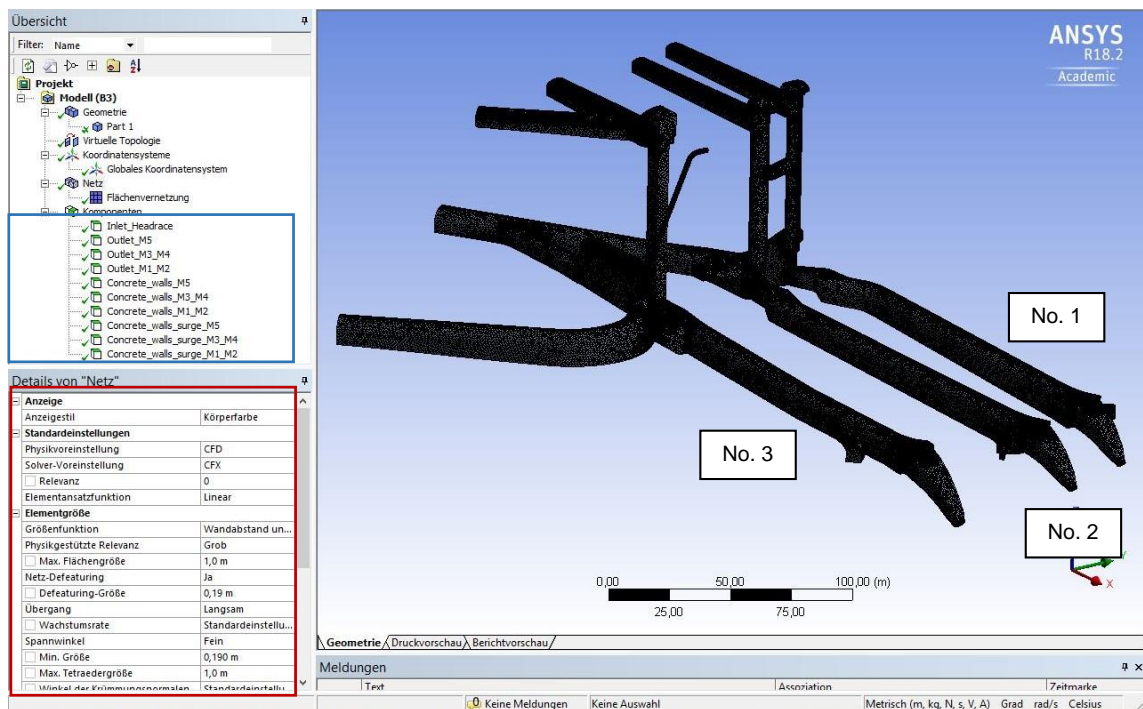 Übersicht
Filter: Name
Projekt
Modell (B3)
Geometrie
Part 1
Virtuelle Topologie
Koordinatensysteme
Globales Koordinatensystem
Netz
Flächenvernetzung
Komponenten
Inlet_Headrace
Outlet_M5
Outlet_M3_M4
Outlet_M1_M2
Concrete_walls_M5
Concrete_walls_M3_M4
Concrete_walls_M1_M2
Concrete_walls_surge_M5
Concrete_walls_surge_M3_M4
Concrete_walls_surge_M1_M2
Details von "Netz"
Anzeige
Anzeigestil Körperfarbe
Standardeinstellungen
Physikvoreinstellung CFD
Solver-Voreinstellung CFX
Relevanz 0
Elementansatzfunktion Linear
Elementgröße
Größenfunktion Wandabstand un...
Physikgestützte Relevanz Grob
Max. Flächengröße 1,0 m
Netz-Defeaturing Ja
Defeaturing-Größe 0,19 m
Übergang Langsam
Wachstumsrate Standardeinstellu...
Spannwinkel Fein
Min. Größe 0,190 m
Max. Tetraedergröße 1,0 m
Winkel der Krümmungsnormalen Standardeinstellu...
ANSYS
R18.2
Academic
No. 1
No. 3
No. 2
X
0,00 50,00 100,00 (m)
25,00 75,00
Geometrie Druckvorschau Berichtvorschau
Meldungen
Text Assoziation Zeitmarke
0 Keine Meldungen Keine Auswahl Metrisch (m, kg, N, s, V, A) Grad rad/s Celsius